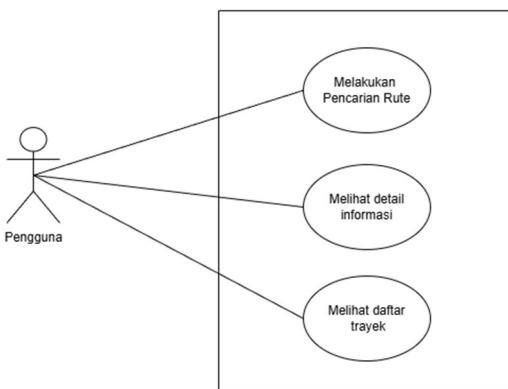 Melakukan
Pencarian Rute
Melihat detail
informasi
Pengguna
Melihat daftar
trayek